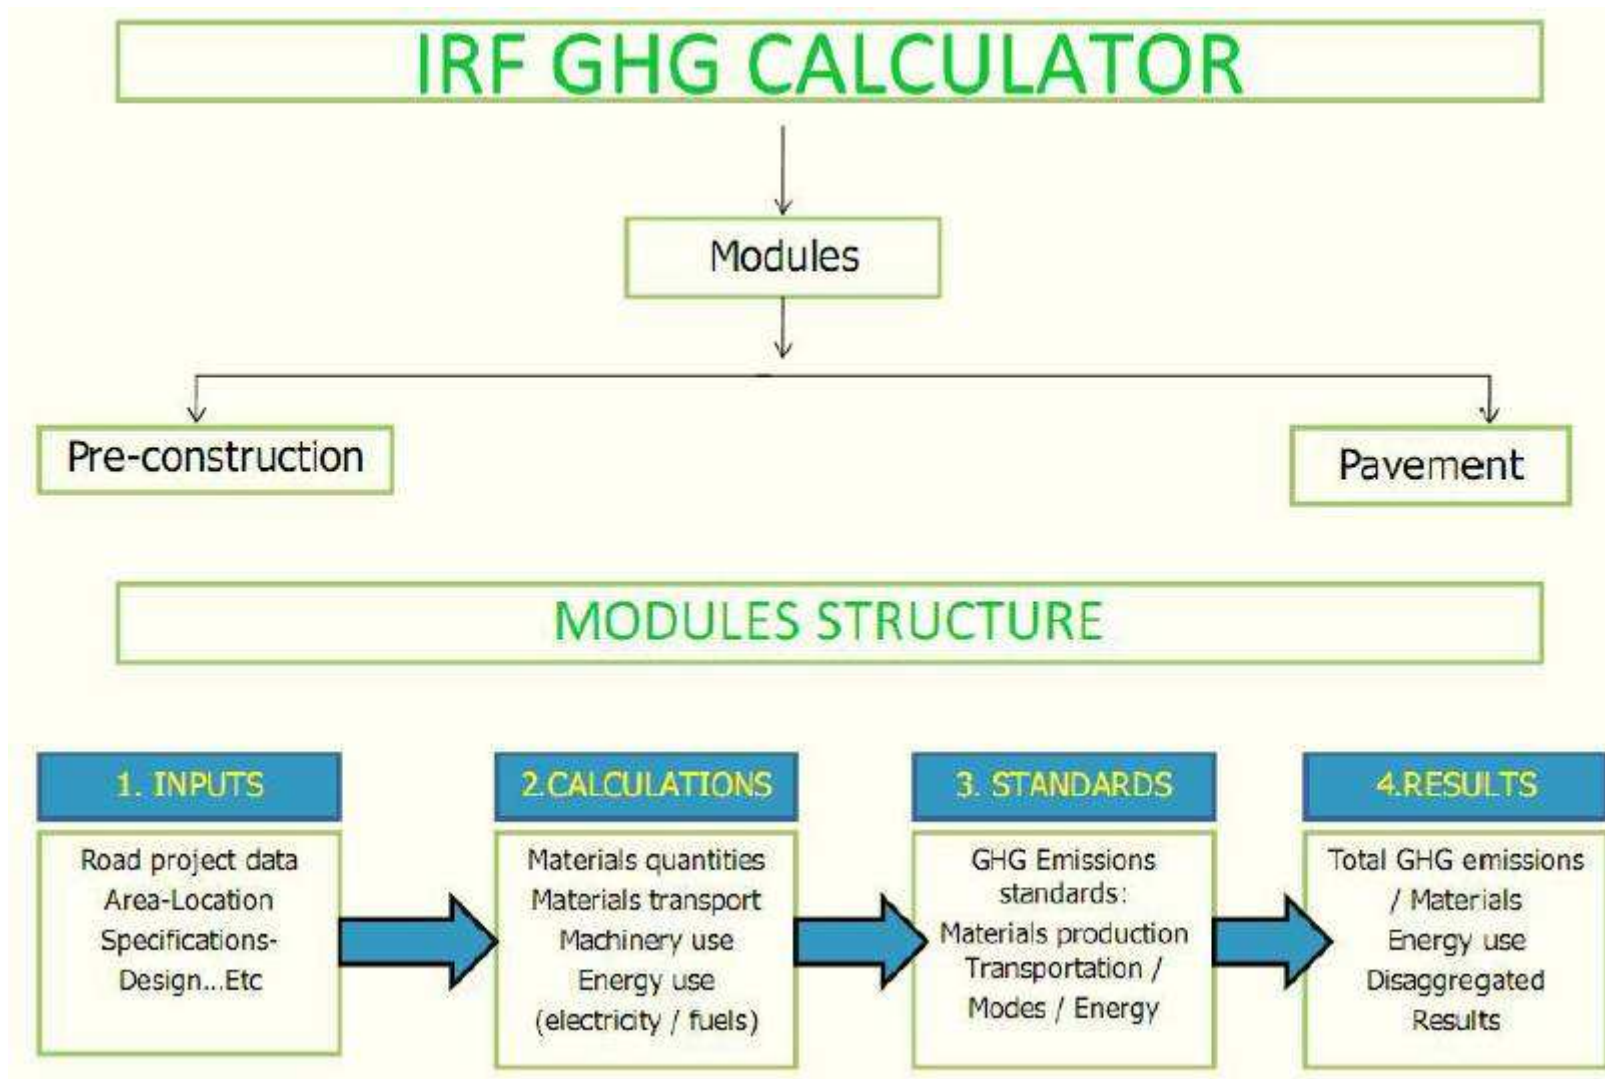 IRF GHG CALCULATOR
Modules
Pre-construction
Pavement
MODULES STRUCTURE
1. INPUTS
Road project data
Area-Location
Specifications-
Design...Etc
2.CALCULATIONS
Materials quantities
Materials transport
Machinery use
Energy use
(electricity / fuels)
3. STANDARDS
GHG Emissions
standards:
Materials production
Transportation /
Modes / Energy
4.RESULTS
Total GHG emissions
/ Materials
Energy use
Disaggregated
Results